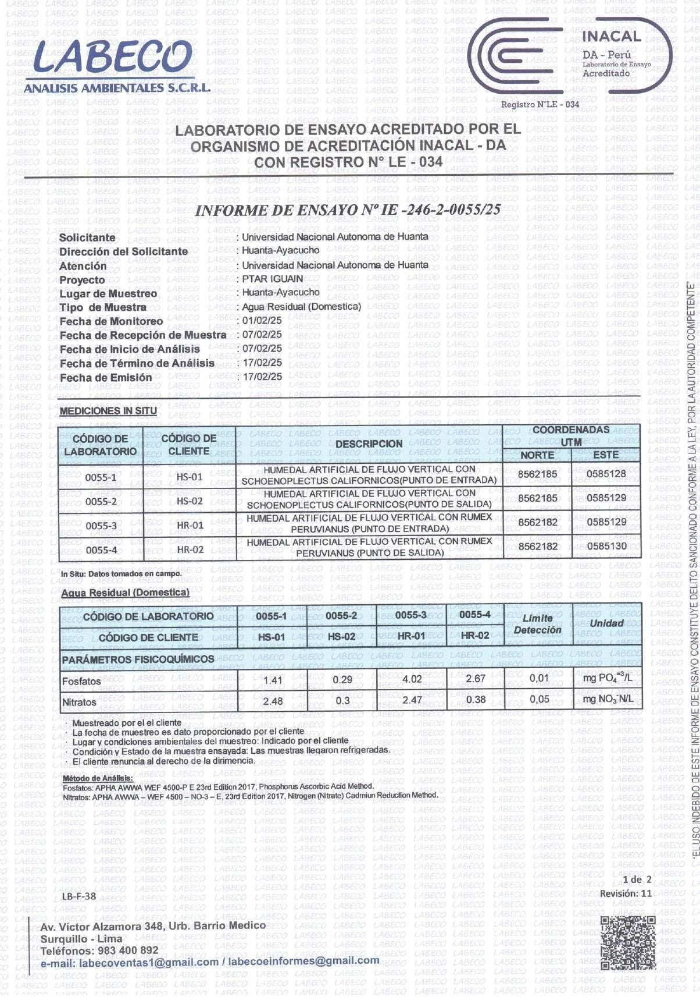 LABECO
ANALISIS AMBIENTALES S.C.R.L.
INACAL
DA - Perú
Laboratorio de Ensayo
Acreditado
Registro N°LE - 034
LABORATORIO DE ENSAYO ACREDITADO POR EL
ORGANISMO DE ACREDITACIÓN INACAL - DA
CON REGISTRO N° LE - 034
INFORME DE ENSAYO Nº IE -246-2-0055/25
Solicitante : Universidad Nacional Autonoma de Huanta
Dirección del Solicitante : Huanta-Ayacucho
Atención : Universidad Nacional Autonoma de Huanta
Proyecto : PTAR IGUAIN
Lugar de Muestreo : Huanta-Ayacucho
Tipo de Muestra : Agua Residual (Domestica)
Fecha de Monitoreo : 01/02/25
Fecha de Recepción de Muestra : 07/02/25
Fecha de Inicio de Análisis : 07/02/25
Fecha de Término de Análisis : 17/02/25
Fecha de Emisión : 17/02/25
MEDICIONES IN SITU
CÓDIGO DE LABORATORIO CÓDIGO DE CLIENTE DESCRIPCION COORDENADAS UTM
NORTE ESTE
0055-1 HS-01 HUMEDAL ARTIFICIAL DE FLUJO VERTICAL CON SCHOENOPLECTUS CALIFORNICOS(PUNTO DE ENTRADA) 8562185 0585128
0055-2 HS-02 HUMEDAL ARTIFICIAL DE FLUJO VERTICAL CON SCHOENOPLECTUS CALIFORNICOS(PUNTO DE SALIDA) 8562185 0585129
0055-3 HR-01 HUMEDAL ARTIFICIAL DE FLUJO VERTICAL CON RUMEX PERUVIANUS (PUNTO DE ENTRADA) 8562182 0585129
0055-4 HR-02 HUMEDAL ARTIFICIAL DE FLUJO VERTICAL CON RUMEX PERUVIANUS (PUNTO DE SALIDA) 8562182 0585130
In Situ: Datos tomados en campo.
Agua Residual (Domestica)
CÓDIGO DE LABORATORIO 0055-1 0055-2 0055-3 0055-4 Límite Detección Unidad
CÓDIGO DE CLIENTE HS-01 HS-02 HR-01 HR-02
PARÁMETROS FISICOQUÍMICOS
Fosfatos 1.41 0.29 4.02 2.67 0,01 mg PO₄⁼³/L
Nitratos 2.48 0.3 2.47 0.38 0,05 mg NO₃⁻N/L
· Muestreado por el el cliente
· La fecha de muestreo es dato proporcionado por el cliente
· Lugar y condiciones ambientales del muestreo: Indicado por el cliente
· Condición y Estado de la muestra ensayada: Las muestras llegaron refrigeradas.
· El cliente renuncia al derecho de la dirimencia.
Método de Análisis:
Fosfatos: APHA AWWA WEF 4500-P E 23rd Edition 2017, Phosphorus Ascorbic Acid Method.
Nitratos: APHA AWWA – WEF 4500 – NO-3 – E, 23rd Edition 2017, Nitrogen (Nitrate) Cadmiun Reduction Method.
"EL USO INDEBIDO DE ESTE INFORME DE ENSAYO CONSTITUYE DELITO SANCIONADO CONFORME A LA LEY, POR LA AUTORIDAD COMPETENTE"
1 de 2
LB-F-38
Revisión: 11
Av. Víctor Alzamora 348, Urb. Barrio Medico
Surquillo - Lima
Teléfonos: 983 400 892
e-mail: labecoventas1@gmail.com / labecoeinformes@gmail.com